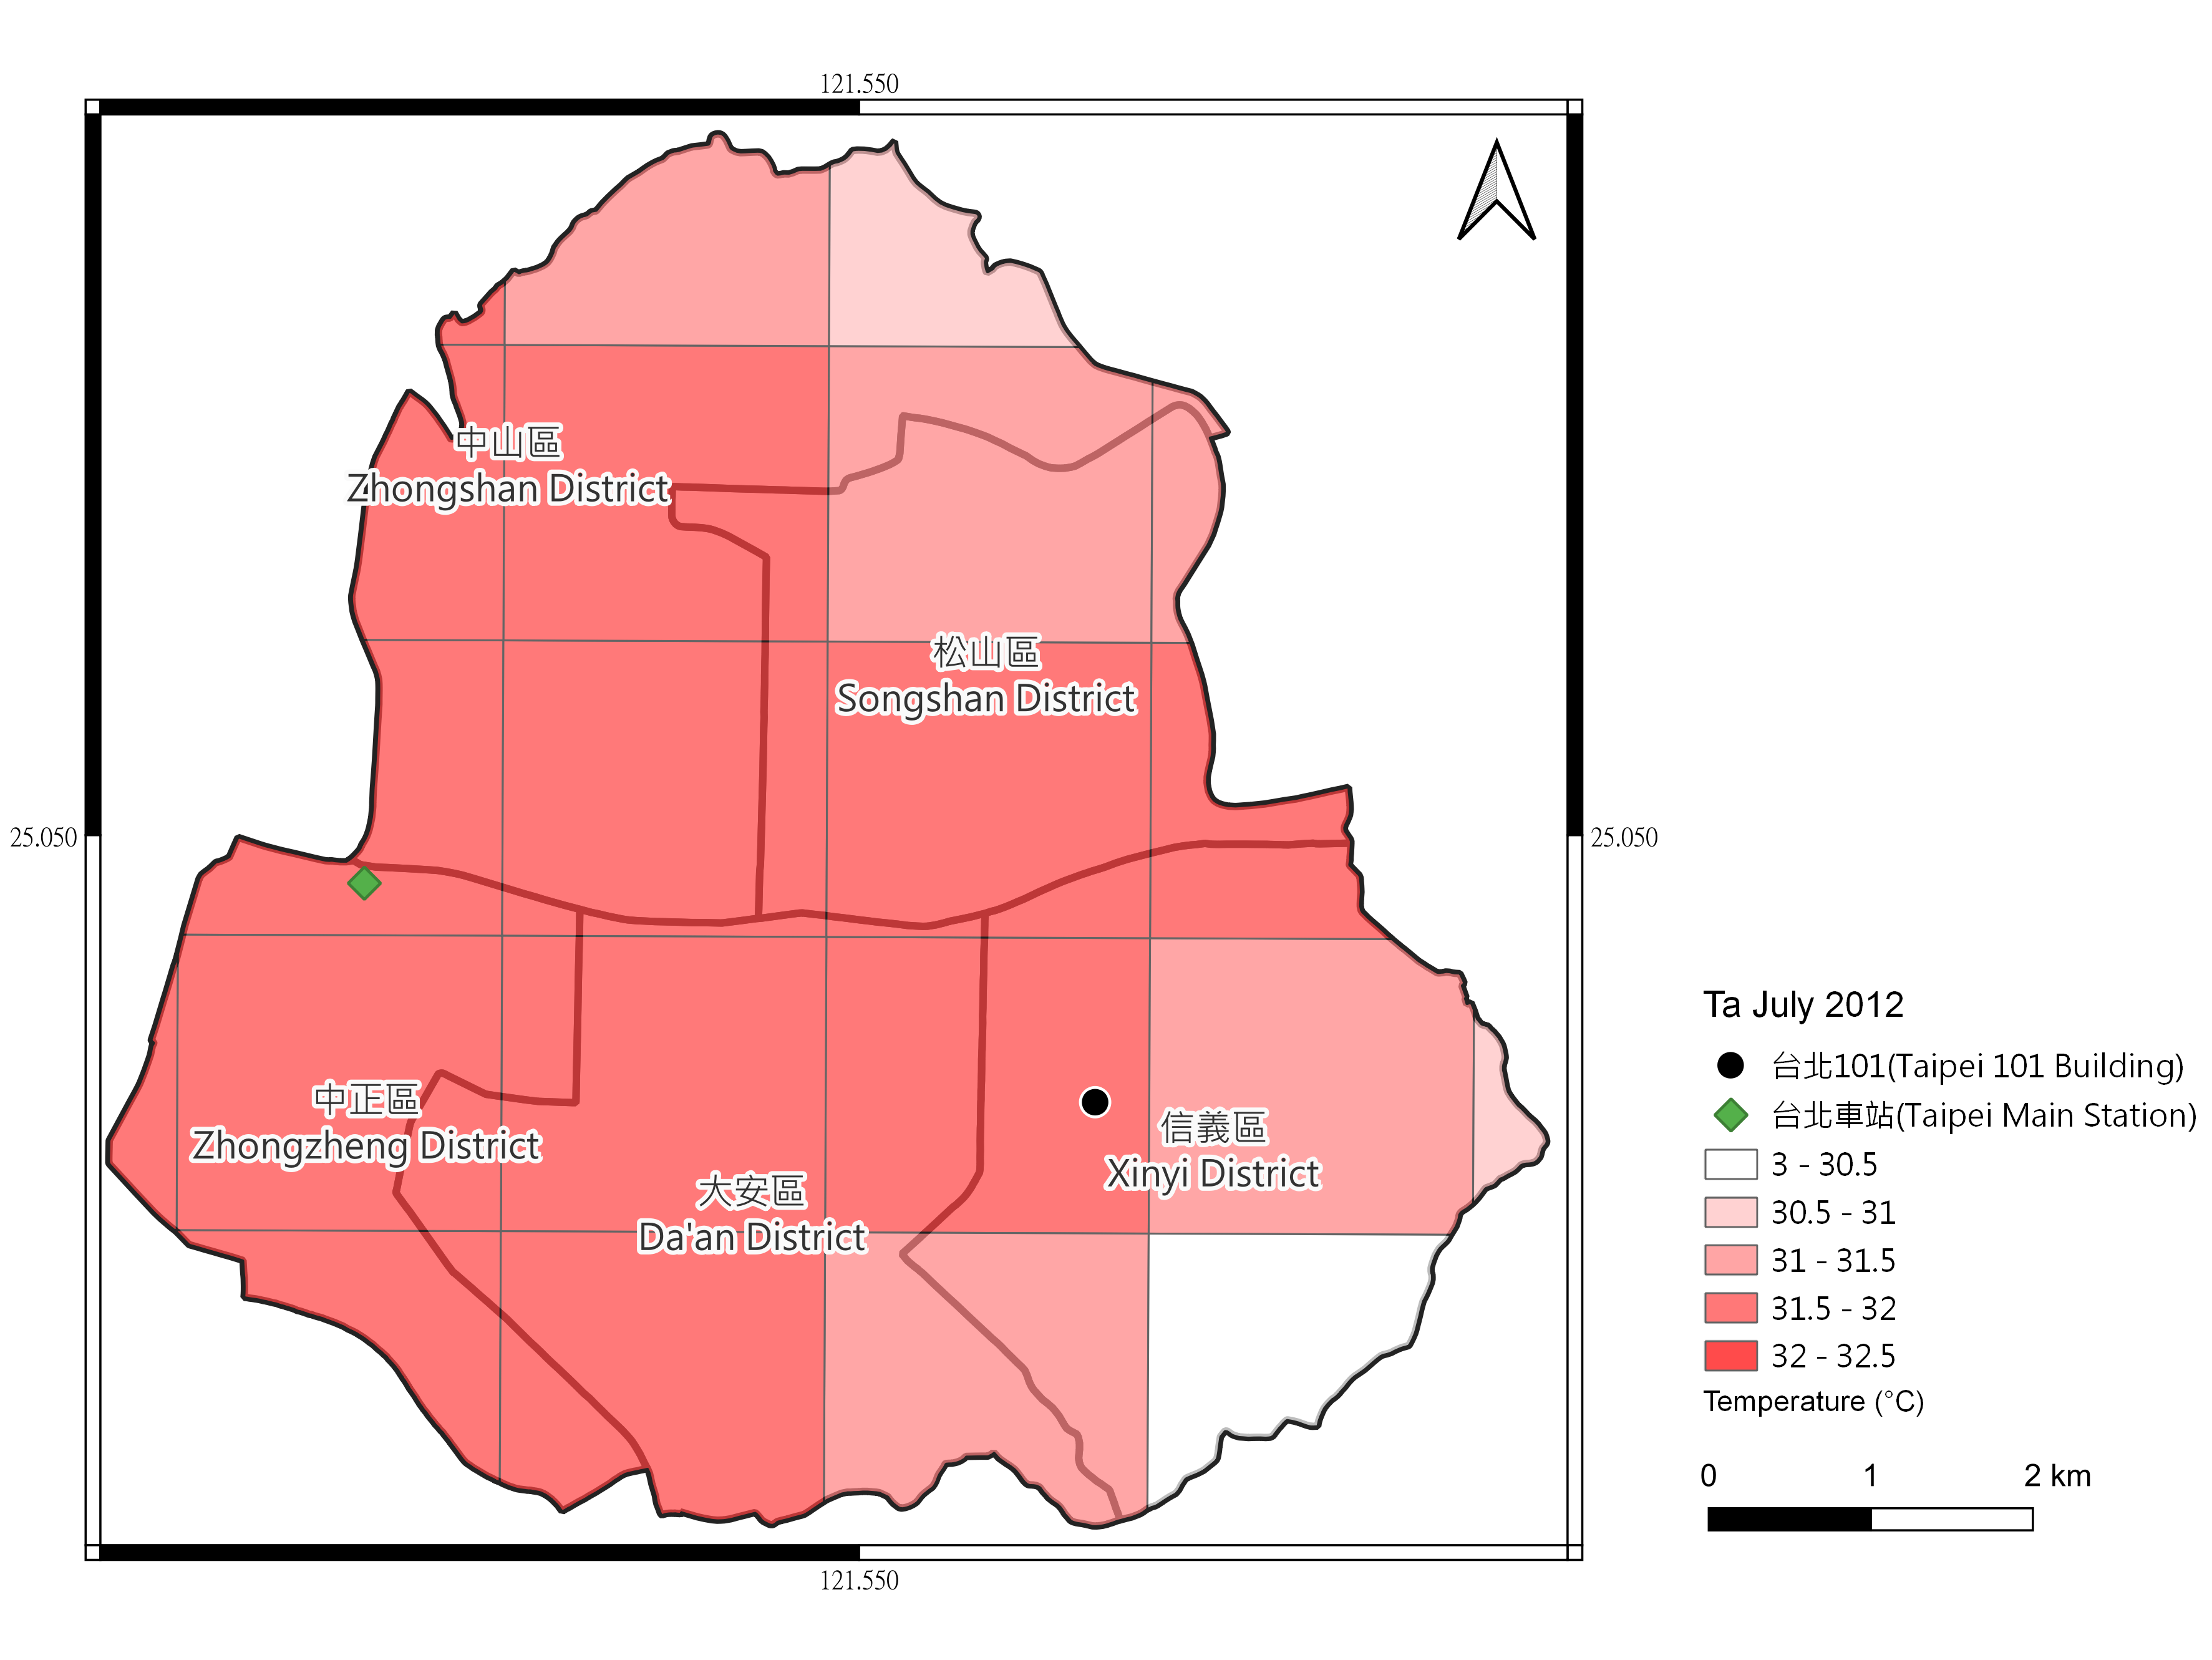 121.550
中山區
Zhongshan District
松山區
Songshan District
25.050
25.050
中正區
Zhongzheng District
信義區
Xinyi District
大安區
Da'an District
121.550
Ta July 2012
台北101(Taipei 101 Building)
台北車站(Taipei Main Station)
3 - 30.5
30.5 - 31
31 - 31.5
31.5 - 32
32 - 32.5
Temperature (°C)
0 1 2 km